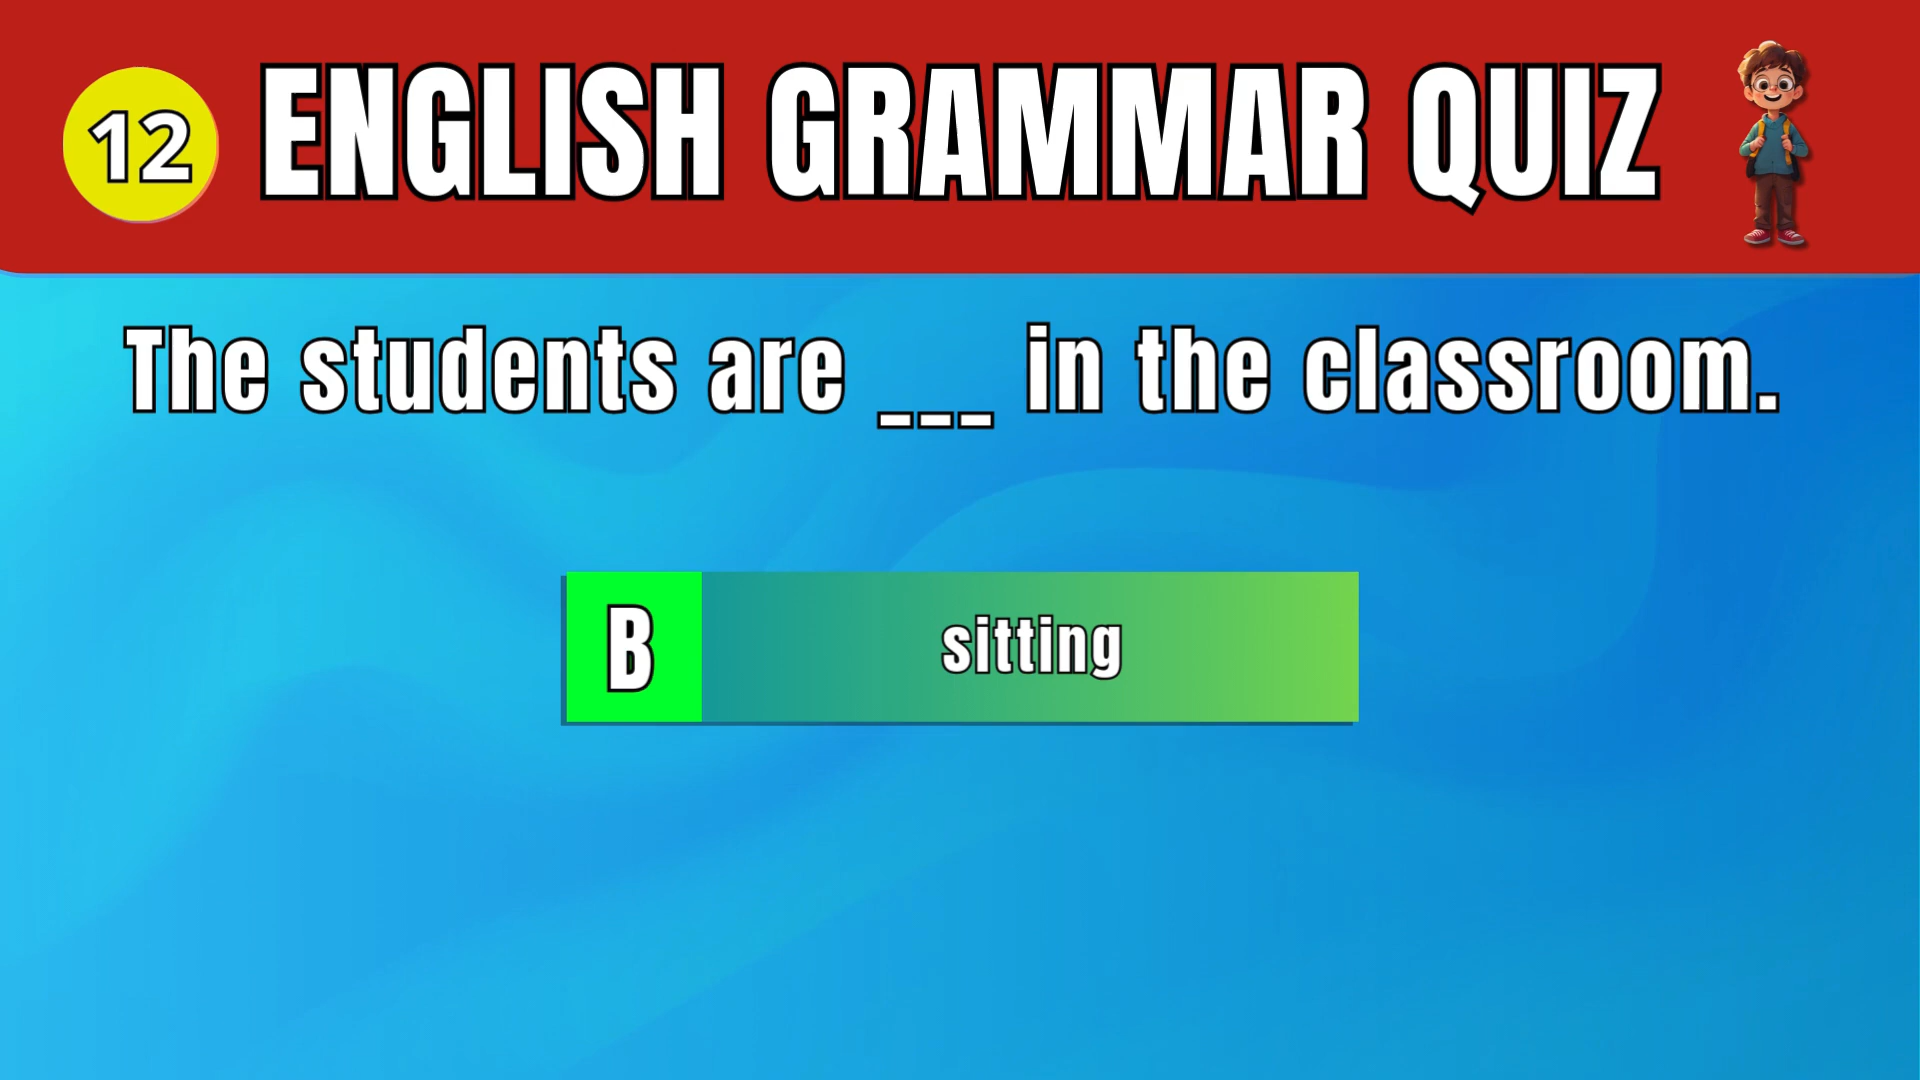 12
ENGLISH GRAMMAR QUIZ
The students are ___ in the classroom.
B
sitting